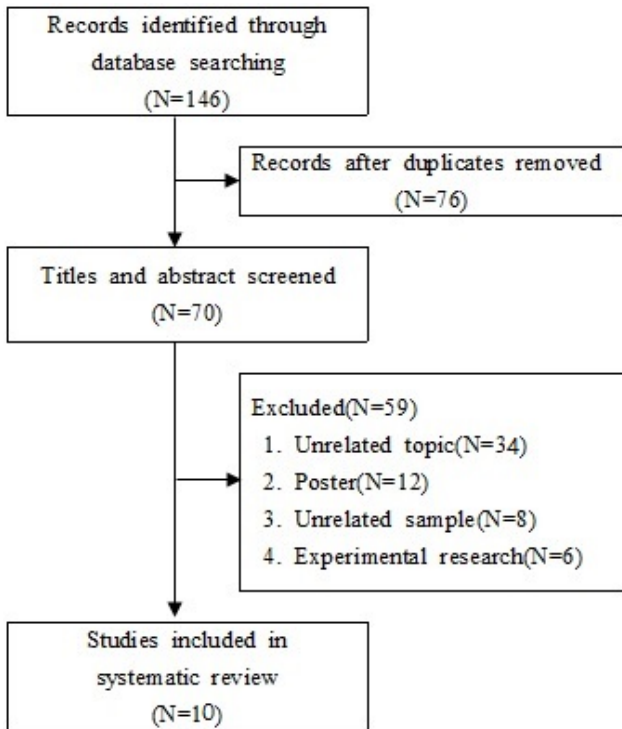 Records identified through
database searching
(N=146)
Records after duplicates removed
(N=76)
Titles and abstract screened
(N=70)
Excluded(N=59)
1. Unrelated topic(N=34)
2. Poster(N=12)
3. Unrelated sample(N=8)
4. Experimental research(N=6)
Studies included in
systematic review
(N=10)